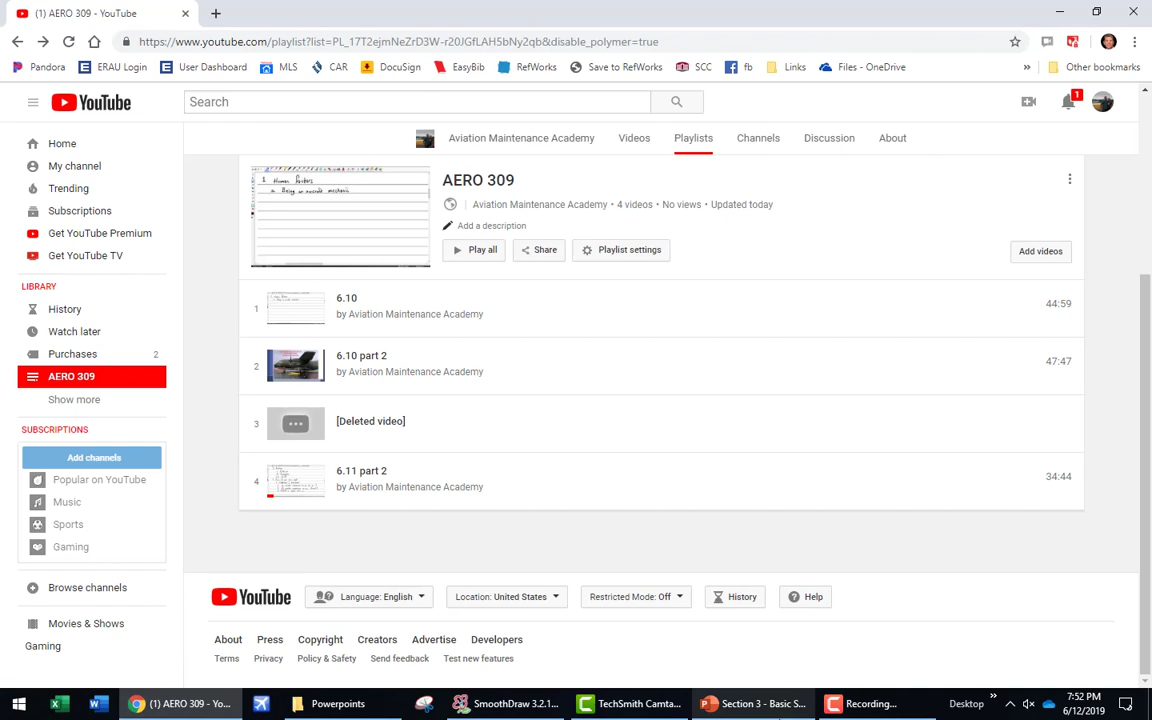 (1) AERO 309 - YouTube
https://www.youtube.com/playlist?list=PL_17T2ejmNeZrD3W-r20JGfLAH5bNy2qb&disable_polymer=true
Pandora ERAU Login User Dashboard MLS CAR DocuSign EasyBib RefWorks Save to RefWorks SCC fb Links Files - OneDrive » Other bookmarks
YouTube Search 1
Aviation Maintenance Academy Videos Playlists Channels Discussion About
Home
My channel
Trending
Subscriptions
Get YouTube Premium
Get YouTube TV
LIBRARY
History
Watch later
Purchases 2
AERO 309
Show more
SUBSCRIPTIONS
Add channels
Popular on YouTube
Music
Sports
Gaming
Browse channels
Movies & Shows
Gaming
1 Human Factors
a. Being an aircraft mechanic
AERO 309
Aviation Maintenance Academy • 4 videos • No views • Updated today
Add a description
Play all Share Playlist settings Add videos
1 6.10 44:59
by Aviation Maintenance Academy
2 6.10 part 2 47:47
by Aviation Maintenance Academy
3 [Deleted video]
4 6.11 part 2 34:44
by Aviation Maintenance Academy
YouTube Language: English Location: United States Restricted Mode: Off History Help
About Press Copyright Creators Advertise Developers
Terms Privacy Policy & Safety Send feedback Test new features
(1) AERO 309 - Yo... Powerpoints SmoothDraw 3.2.1... TechSmith Camta... Section 3 - Basic S... Recording... Desktop » 7:52 PM
6/12/2019